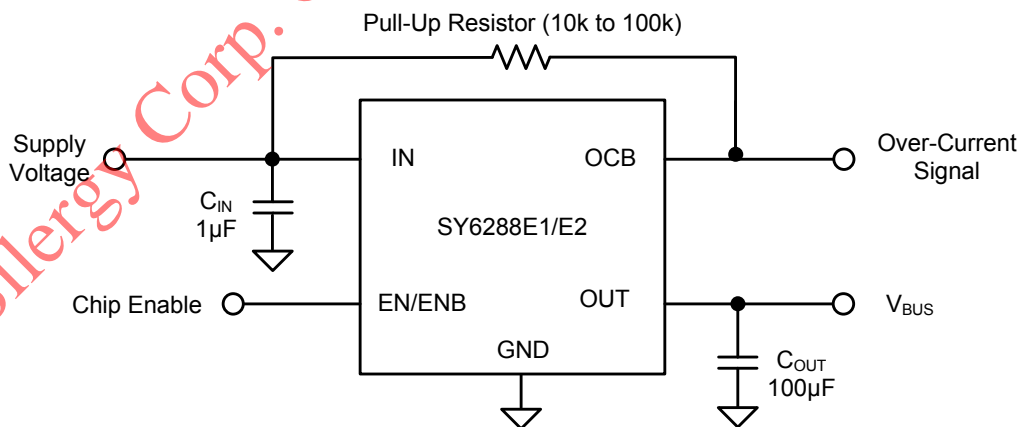 Pull-Up Resistor (10k to 100k)
Supply
Voltage
IN
OCB
Over-Current
Signal
CIN
1µF
SY6288E1/E2
Chip Enable
EN/ENB
OUT
VBUS
GND
COUT
100µF
llergy Corp.